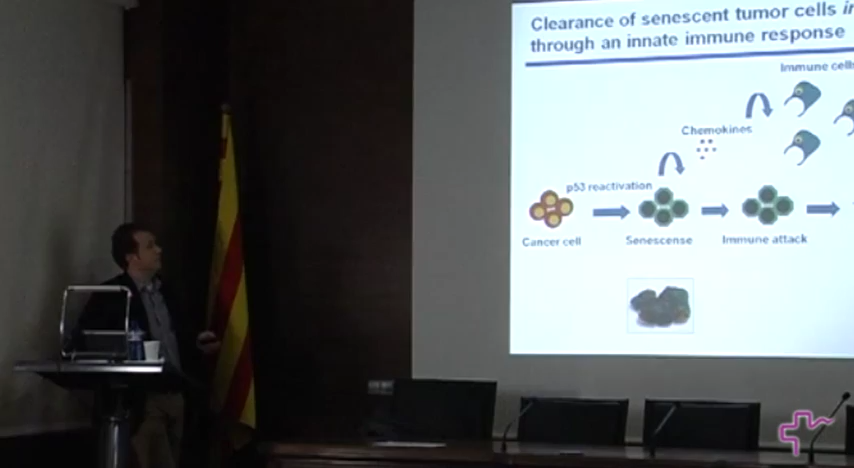 Clearance of senescent tumor cells in
through an innate immune response
Immune cells
Chemokines
p53 reactivation
Cancer cell
Senescense
Immune attack